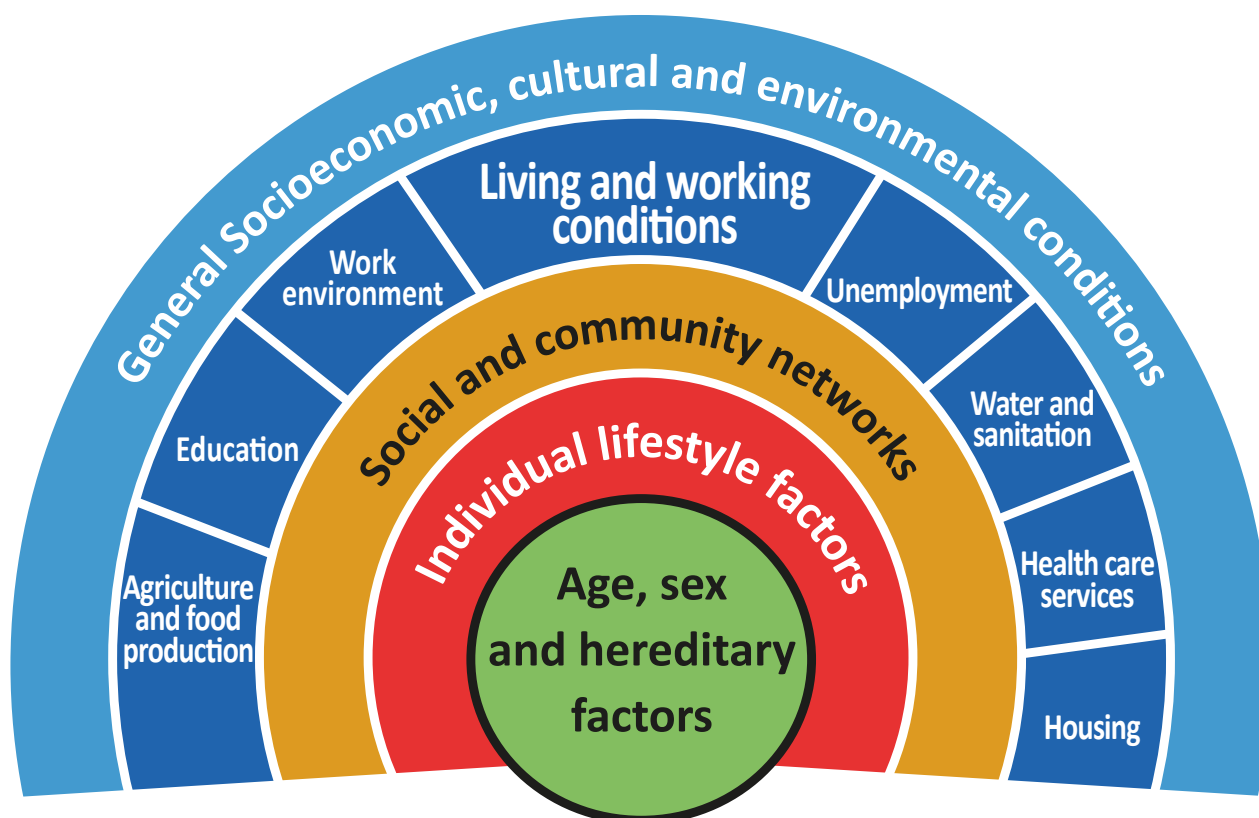 General Socioeconomic, cultural and environmental conditions
Living and working
conditions
Work
environment
Unemployment
Education
Water and
sanitation
Agriculture
and food
production
Health care
services
Housing
Social and community networks
Individual lifestyle factors
Age, sex
and hereditary
factors